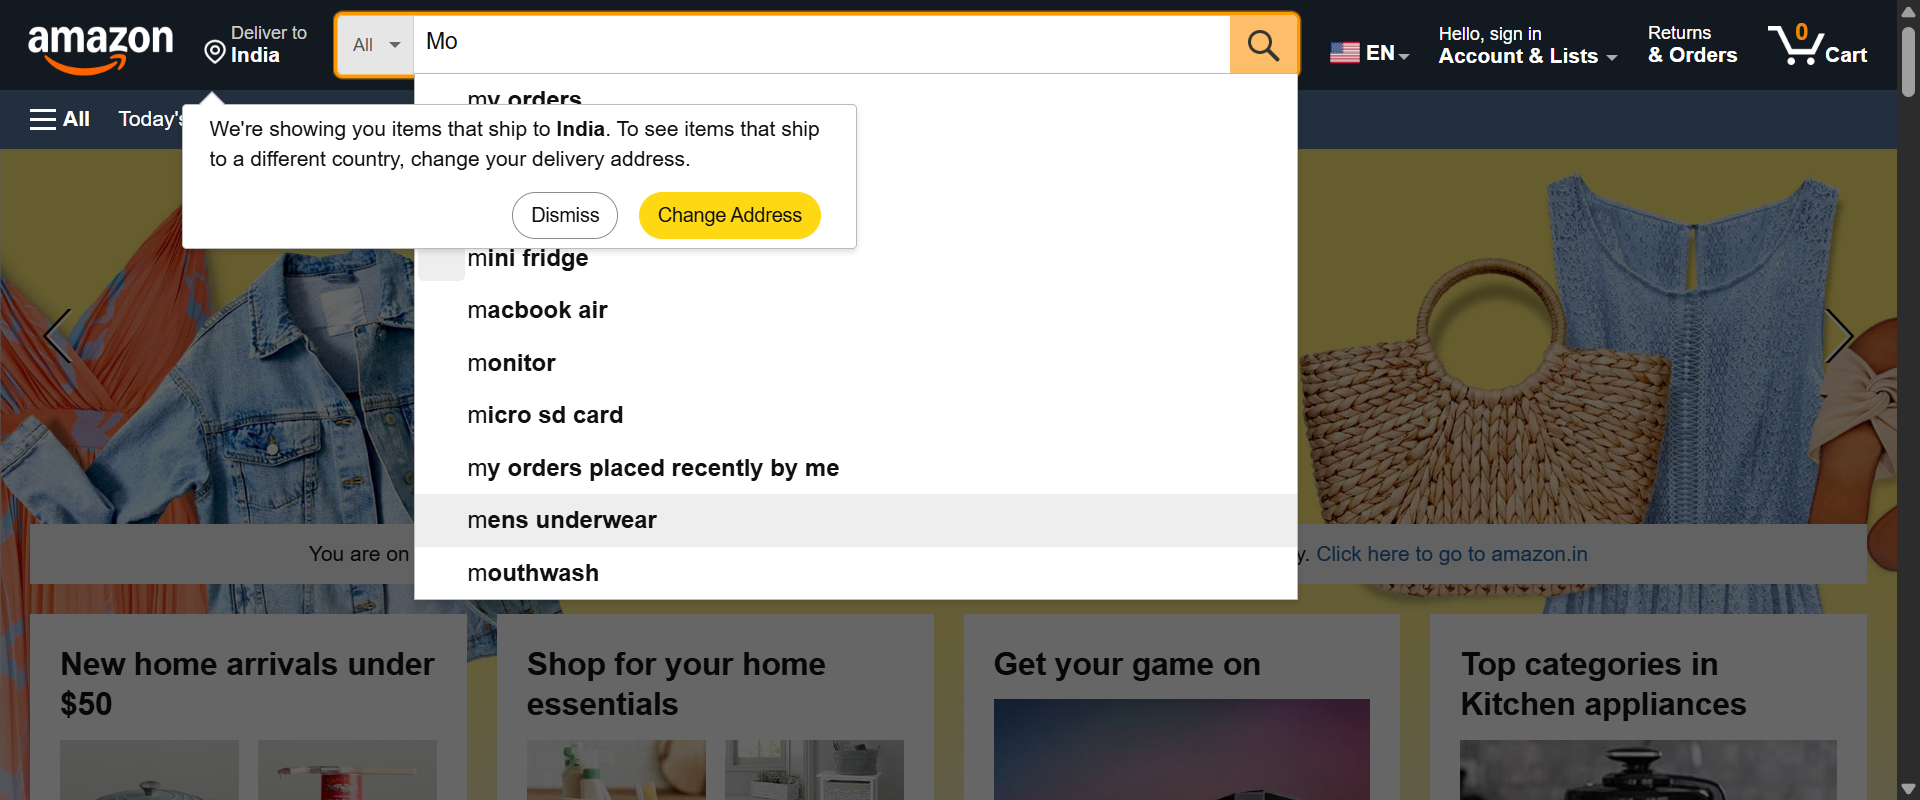 amazon
Deliver to
India
All
Mo
EN
Hello, sign in
Account & Lists
Returns
& Orders
0
Cart
All
Today's
my orders
We're showing you items that ship to India. To see items that ship
to a different country, change your delivery address.
Dismiss
Change Address
mini fridge
macbook air
monitor
micro sd card
my orders placed recently by me
mens underwear
mouthwash
You are on
y. Click here to go to amazon.in
New home arrivals under
$50
Shop for your home
essentials
Get your game on
Top categories in
Kitchen appliances